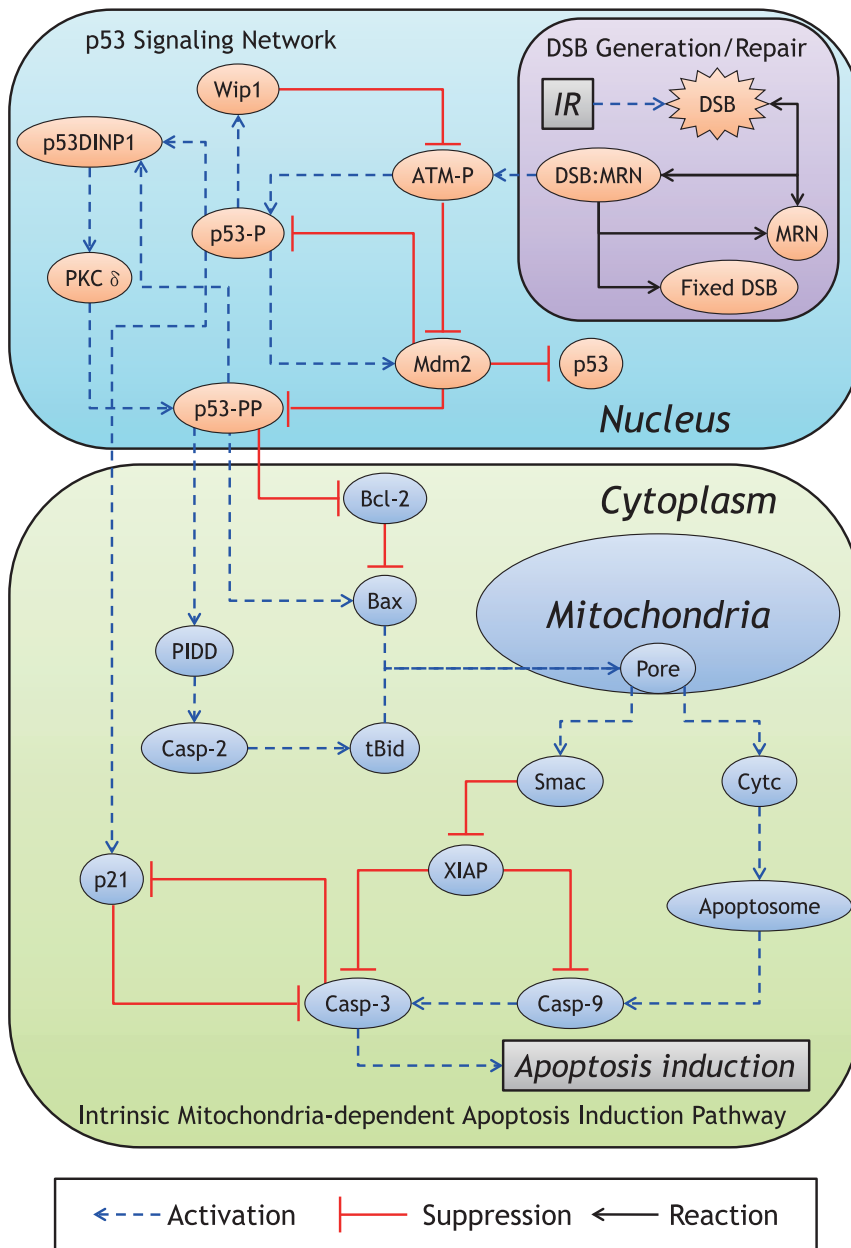 p53 Signaling Network
DSB Generation/Repair
Wip1
IR
DSB
p53DINP1
ATM-P
DSB:MRN
p53-P
MRN
PKC δ
Fixed DSB
Mdm2
p53
p53-PP
Nucleus
Bcl-2
Cytoplasm
Bax
Mitochondria
PIDD
Pore
Casp-2
tBid
Smac
Cytc
p21
XIAP
Apoptosome
Casp-3
Casp-9
Apoptosis induction
Intrinsic Mitochondria-dependent Apoptosis Induction Pathway
Activation
Suppression
Reaction